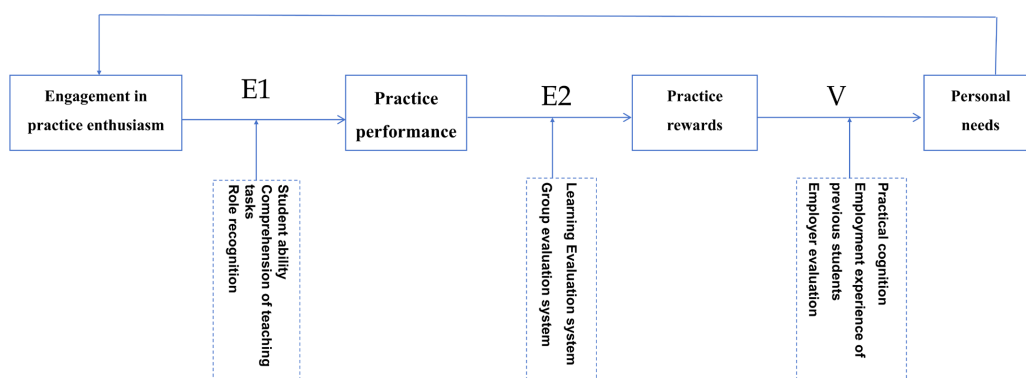 Engagement in
practice enthusiasm
E1
Practice
performance
E2
Practice
rewards
V
Personal
needs
Student ability
Comprehension of teaching
tasks
Role recognition
Learning Evaluation system
Group evaluation system
Practical cognition
Employment experience of
previous students
Employer evaluation